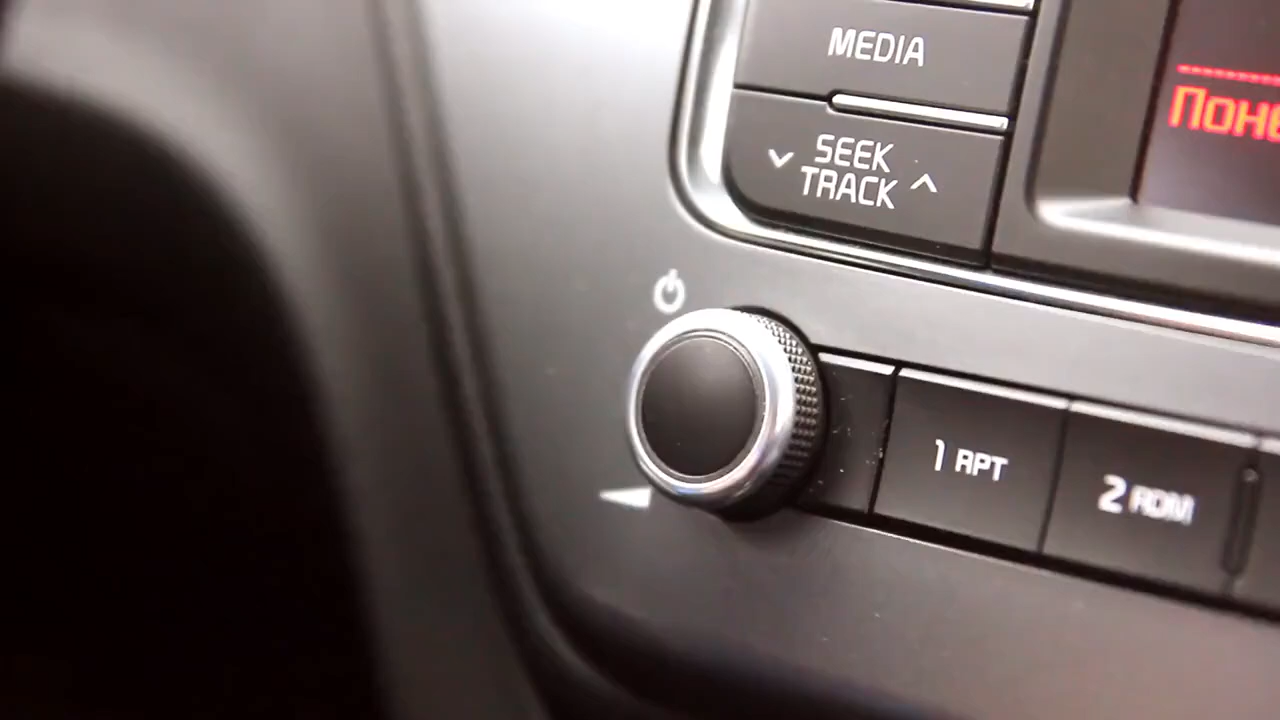 MEDIA
Поне
SEEK
TRACK
1 RPT
2 RDM